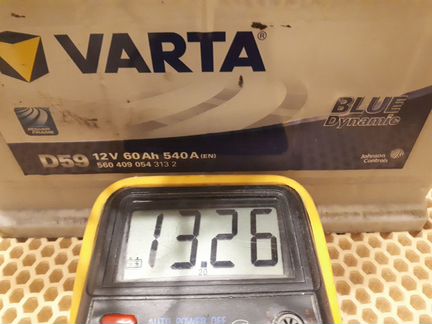 VARTA®
BLUE
Dynamic
D59 12V 60Ah 540A (EN)
560 409 054 313 2
Johnson
Controls
13.26
20
AUTO POWER OFF